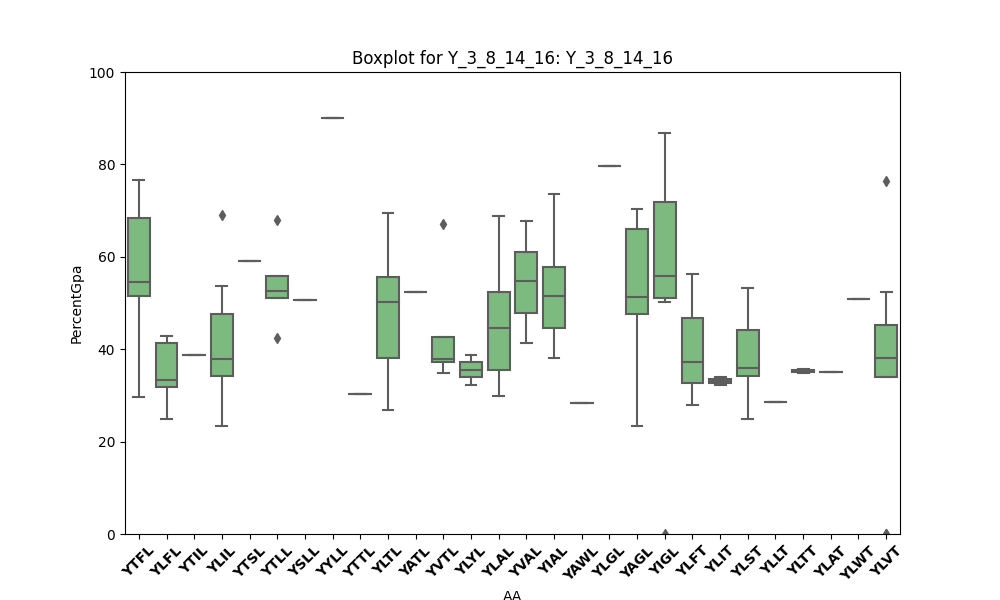 Boxplot for Y_3_8_14_16: Y_3_8_14_16
100
80
60
40
20
0
PercentGpa
YTFL YLFL YTIL YLIL YTSL YTLL YSLL YYLL YTTL YLTL YATL YVTL YLYL YLAL YVAL YIAL YAWL YLGL YAGL YIGL YLFT YLIT YLST YLLT YLTT YLAT YLWT YLVT
AA